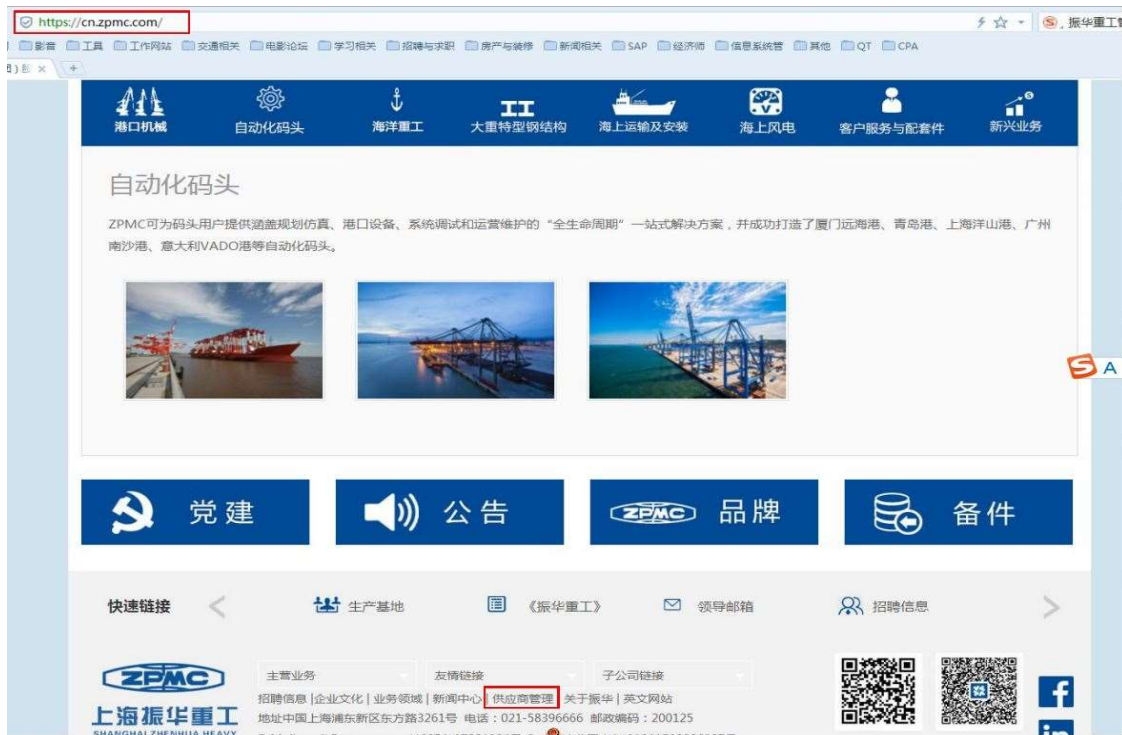 https://cn.zpmc.com/
振华重工
影音 工具 工作网站 交通相关 电影论坛 学习相关 招聘与求职 房产与装修 新闻相关 SAP 经济师 信息系统管 其他 QT CPA
港口机械 自动化码头 海洋重工 大重特型钢结构 海上运输及安装 海上风电 客户服务与配套件 新兴业务
自动化码头
ZPMC可为码头用户提供涵盖规划仿真、港口设备、系统调试和运营维护的“全生命周期”一站式解决方案，并成功打造了厦门远海港、青岛港、上海洋山港、广州
南沙港、意大利VADO港等自动化码头。
A
党建 公告 ZPMC 品牌 备件
快速链接 生产基地 《振华重工》 领导邮箱 招聘信息
ZPMC
上海振华重工
SHANGHAI ZHENHUA HEAVY
主营业务 友情链接 子公司链接
招聘信息|企业文化|业务领域|新闻中心|供应商管理|关于振华|英文网站
地址中国上海浦东新区东方路3261号 电话：021-58396666 邮政编码：200125